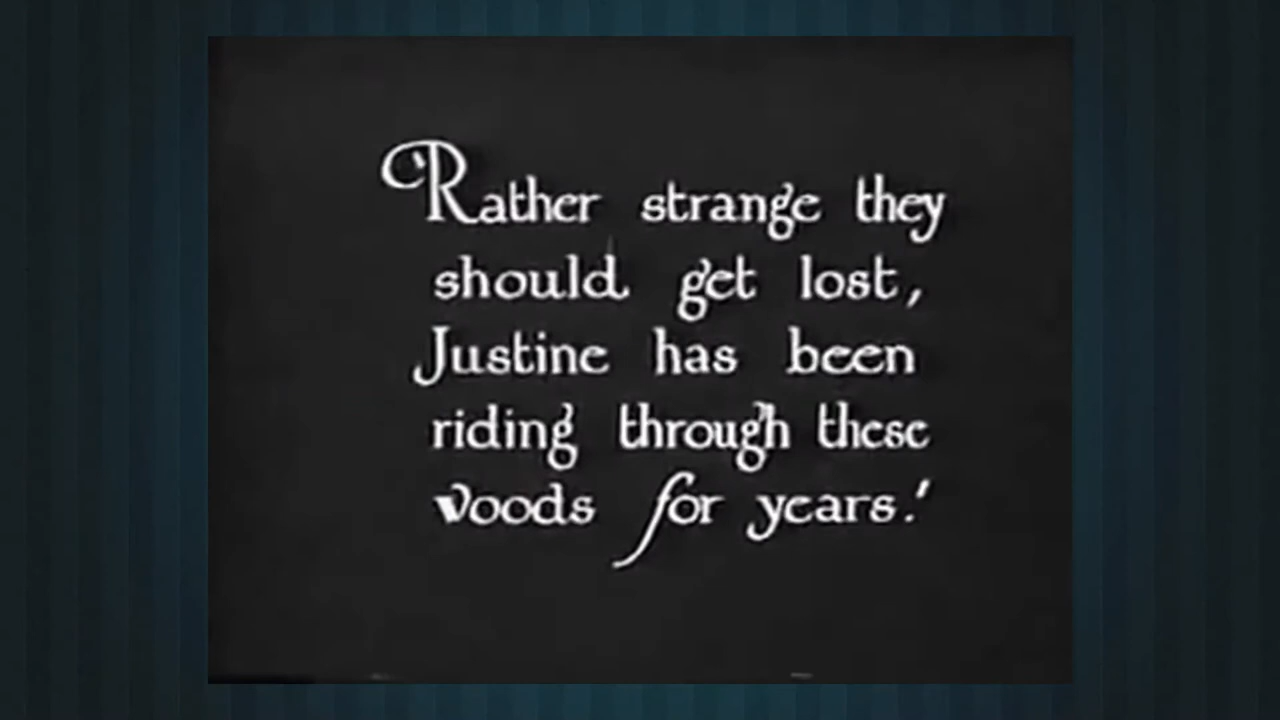 'Rather strange they
should get lost,
Justine has been
riding through these
woods for years.'